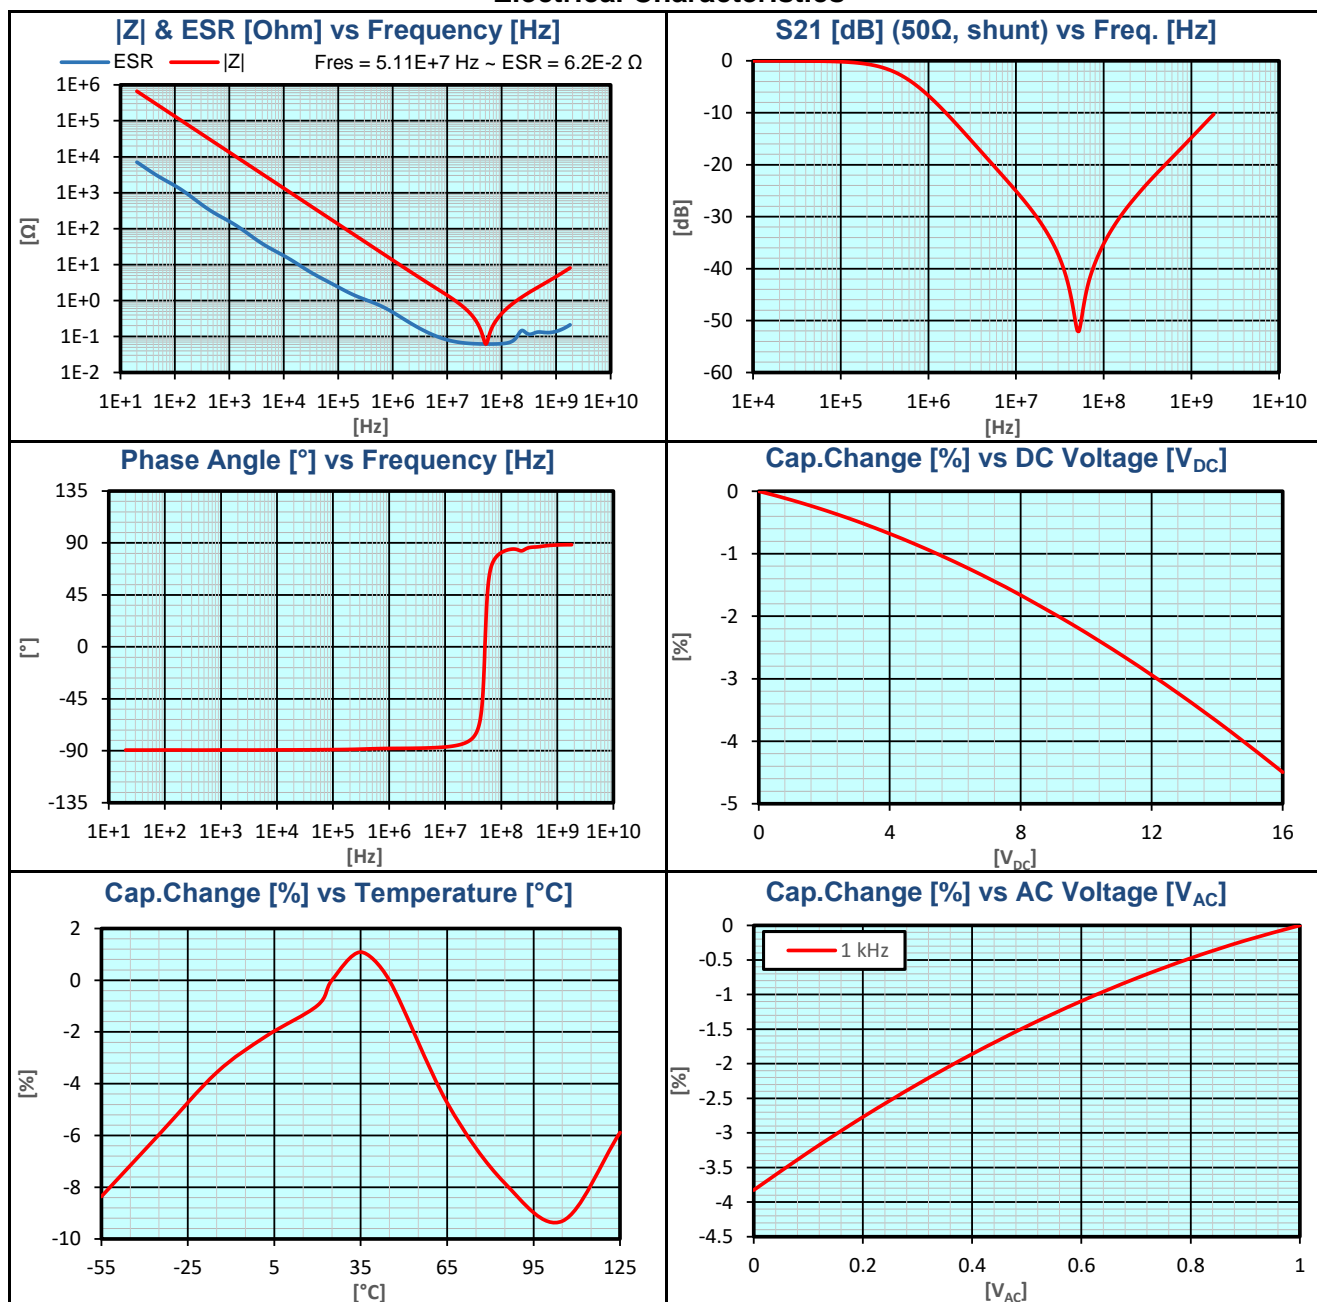 |Z| & ESR [Ohm] vs Frequency [Hz]
ESR |Z| Fres = 5.11E+7 Hz ~ ESR = 6.2E-2 Ω
1E+6
1E+5
1E+4
1E+3
1E+2
1E+1
1E+0
1E-1
1E-2
[Ω]
1E+1 1E+2 1E+3 1E+4 1E+5 1E+6 1E+7 1E+8 1E+9 1E+10
[Hz]
S21 [dB] (50Ω, shunt) vs Freq. [Hz]
0
-10
-20
-30
-40
-50
-60
[dB]
1E+4 1E+5 1E+6 1E+7 1E+8 1E+9 1E+10
[Hz]
Phase Angle [°] vs Frequency [Hz]
135
90
45
0
-45
-90
-135
[°]
1E+1 1E+2 1E+3 1E+4 1E+5 1E+6 1E+7 1E+8 1E+9 1E+10
[Hz]
Cap.Change [%] vs DC Voltage [VDC]
0
-1
-2
-3
-4
-5
[%]
0 4 8 12 16
[VDC]
Cap.Change [%] vs Temperature [°C]
2
0
-2
-4
-6
-8
-10
[%]
-55 -25 5 35 65 95 125
[°C]
Cap.Change [%] vs AC Voltage [VAC]
1 kHz
0
-0.5
-1
-1.5
-2
-2.5
-3
-3.5
-4
-4.5
[%]
0 0.2 0.4 0.6 0.8 1
[VAC]